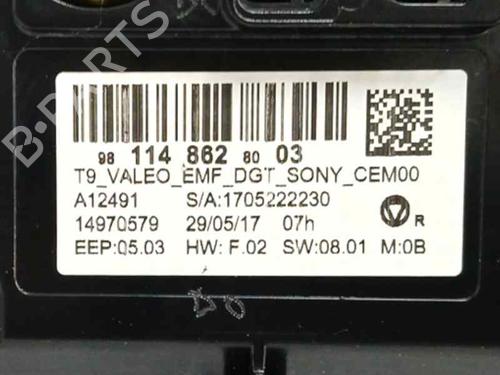 B-PARTS
98 114 862 80 03
T9_VALEO_EMF_DGT_SONY_CEM00
A12491 S/A:1705222230
14970579 29/05/17 07h
R
EEP:05.03 HW: F.02 SW:08.01 M:0B